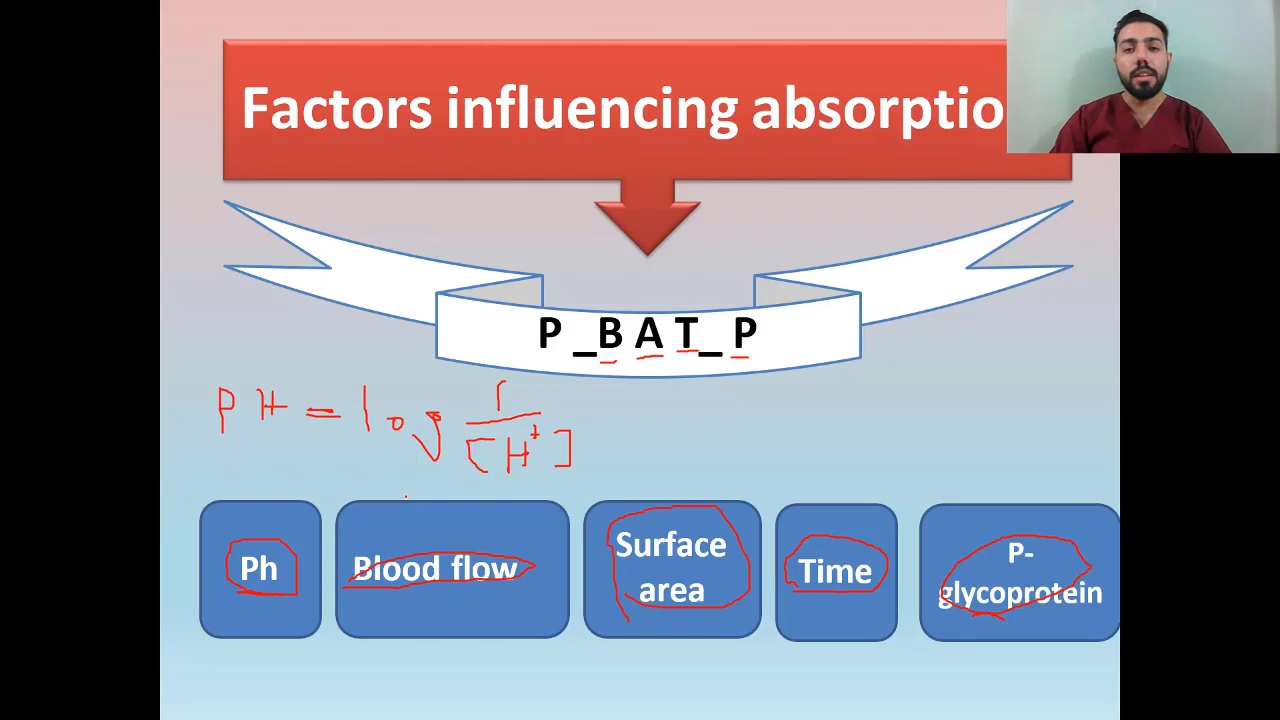 Factors influencing absorptio
P _B A T_ P
PH = log 1/[H+]
Ph
Blood flow
Surface
area
Time
P-
glycoprotein